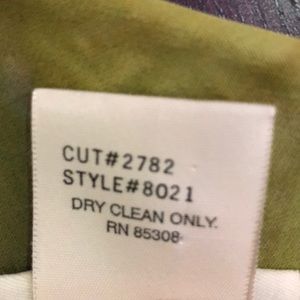 CUT#2782
STYLE#8021
DRY CLEAN ONLY.
RN 85308